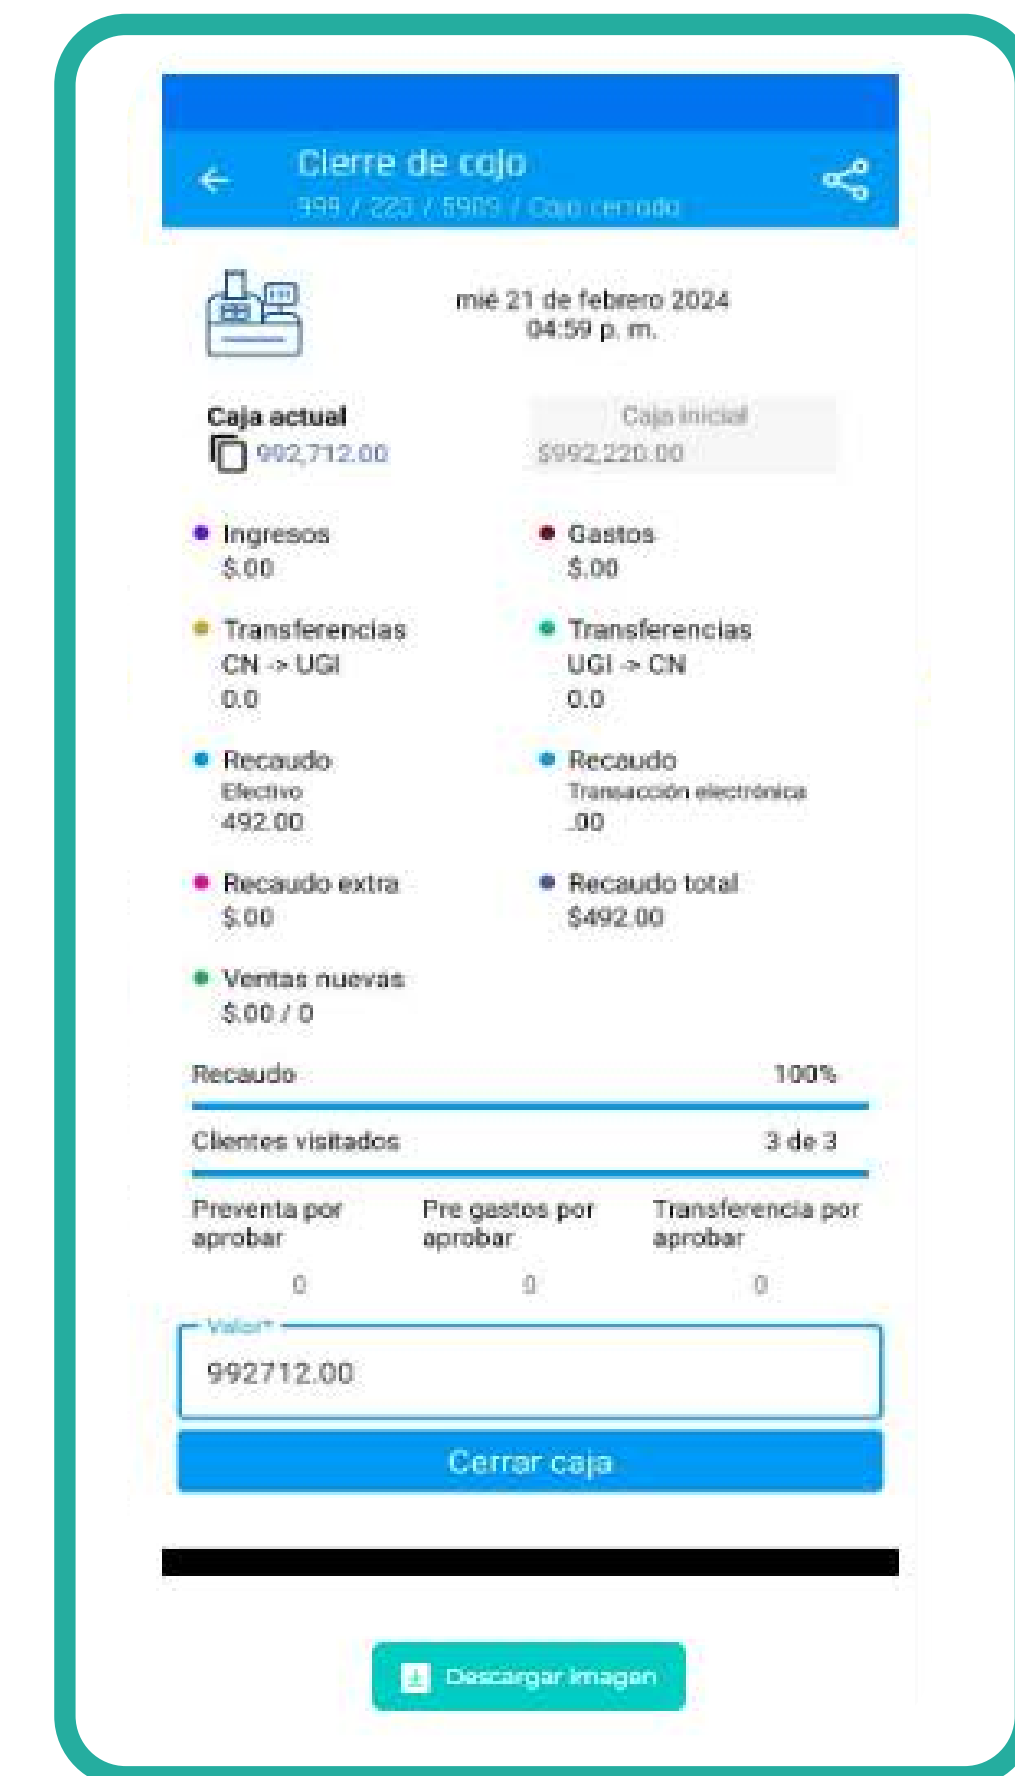 Cierre de caja
999 / 220 / 5909 / Caja cerrada
mié 21 de febrero 2024
04:59 p. m.
Caja actual
992,712.00
Caja inicial
$992,220.00
Ingresos
$.00
Gastos
$.00
Transferencias
CN -> UGI
0.0
Transferencias
UGI -> CN
0.0
Recaudo
Efectivo
492.00
Recaudo
Transacción electrónica
.00
Recaudo extra
$.00
Recaudo total
$492.00
Ventas nuevas
$.00 / 0
Recaudo 100%
Clientes visitados 3 de 3
Preventa por
aprobar
0
Pre gastos por
aprobar
0
Transferencia por
aprobar
0
Valor*
992712.00
Cerrar caja
Descargar imagen